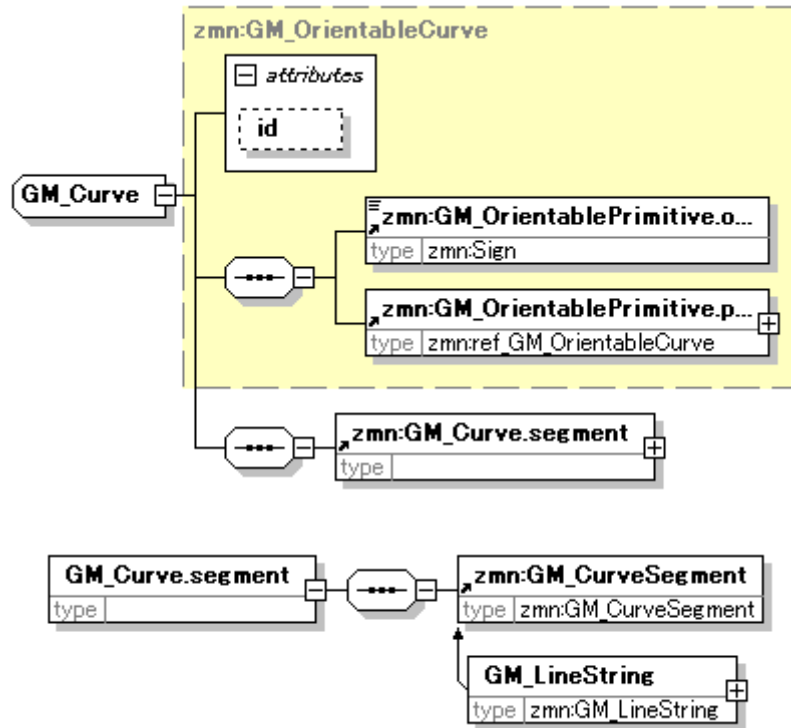 zmn:GM_OrientableCurve
attributes
id
GM_Curve
zmn:GM_OrientablePrimitive.o...
type zmn:Sign
zmn:GM_OrientablePrimitive.p...
type zmn:ref_GM_OrientableCurve
zmn:GM_Curve.segment
type
GM_Curve.segment
type
zmn:GM_CurveSegment
type zmn:GM_CurveSegment
GM_LineString
type zmn:GM_LineString